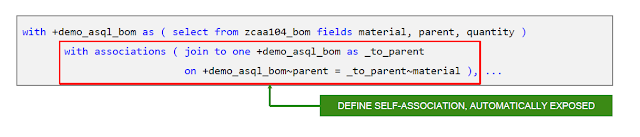 with +demo_asql_bom as ( select from zcaa104_bom fields material, parent, quantity )
with associations ( join to one +demo_asql_bom as _to_parent
on +demo_asql_bom~parent = _to_parent~material ), ...
DEFINE SELF-ASSOCIATION, AUTOMATICALLY EXPOSED